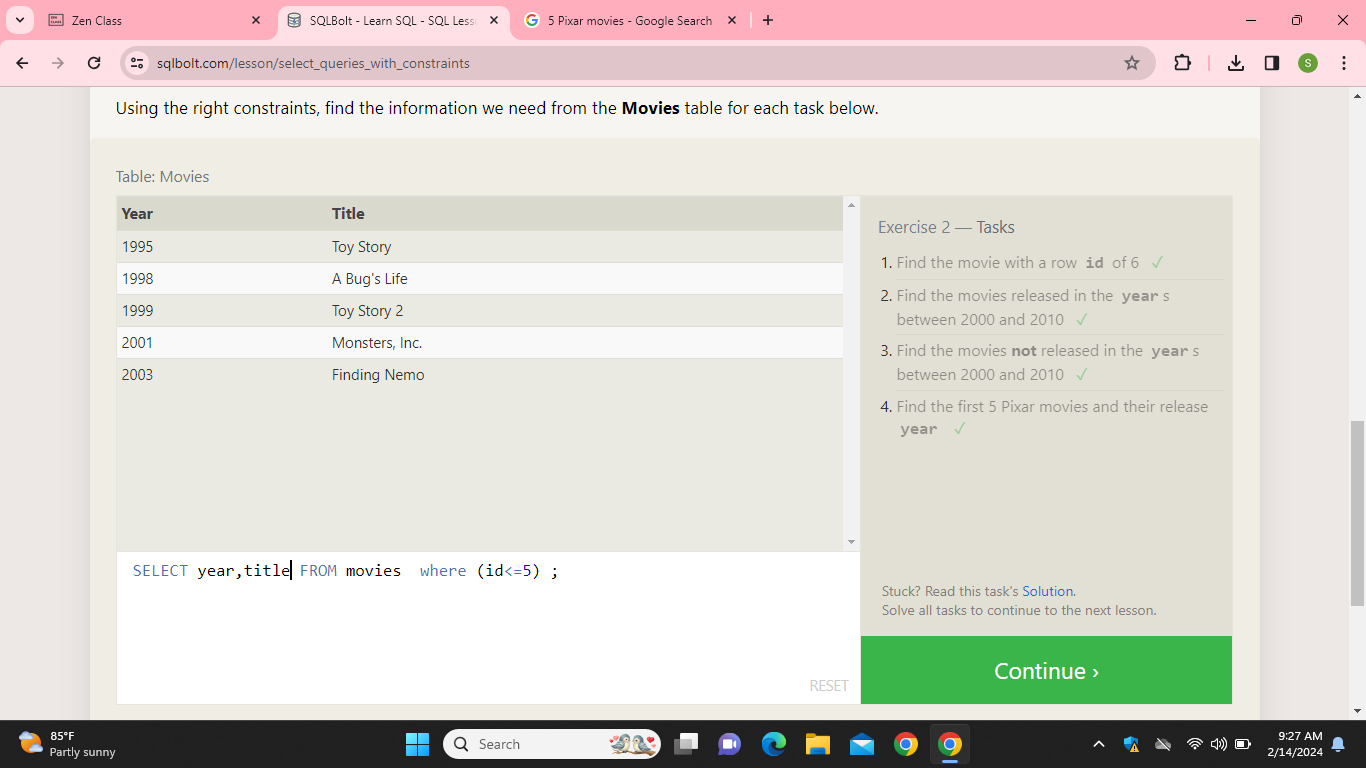 Zen Class
SQLBolt - Learn SQL - SQL Less
5 Pixar movies - Google Search
sqlbolt.com/lesson/select_queries_with_constraints
S
Using the right constraints, find the information we need from the Movies table for each task below.
Table: Movies
Year Title
1995 Toy Story
1998 A Bug's Life
1999 Toy Story 2
2001 Monsters, Inc.
2003 Finding Nemo
SELECT year,title FROM movies  where (id<=5) ;
RESET
Exercise 2 — Tasks
1. Find the movie with a row id of 6 ✓
2. Find the movies released in the year s
between 2000 and 2010 ✓
3. Find the movies not released in the year s
between 2000 and 2010 ✓
4. Find the first 5 Pixar movies and their release
year ✓
Stuck? Read this task's Solution.
Solve all tasks to continue to the next lesson.
Continue ›
85°F
Partly sunny
Search
9:27 AM
2/14/2024